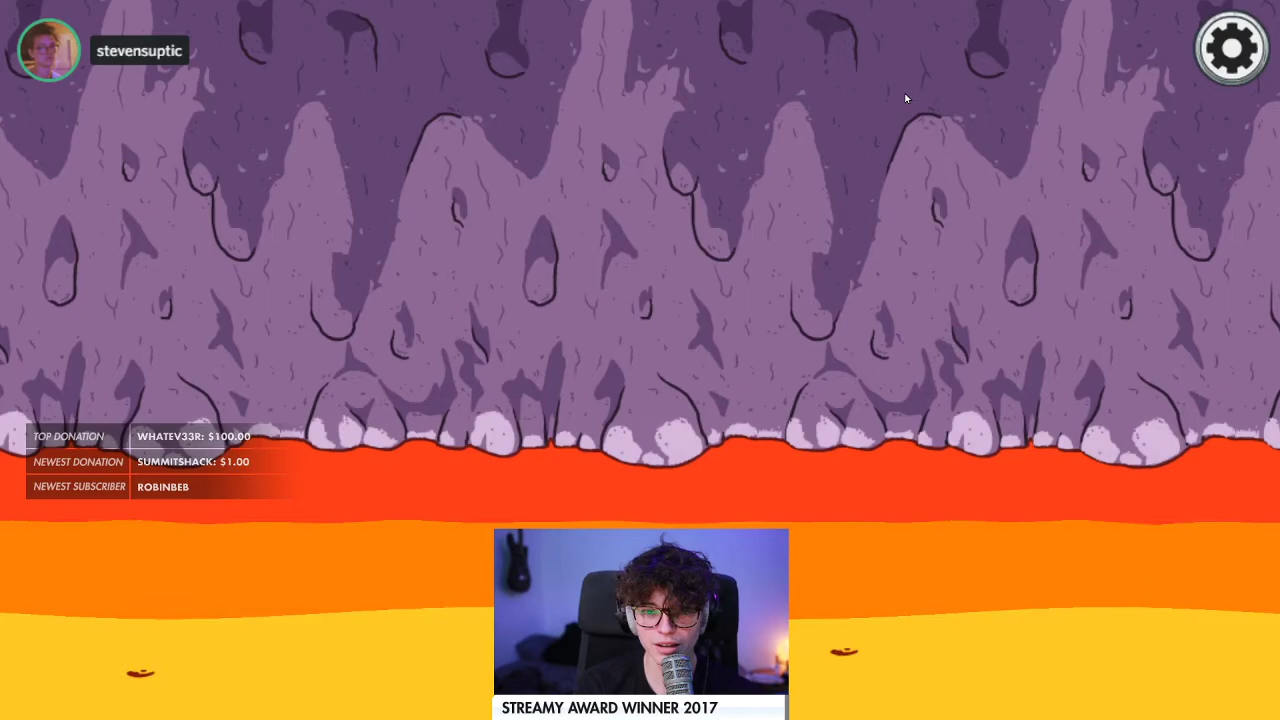 stevensuptic
TOP DONATION WHATEV33R: $100.00
NEWEST DONATION SUMMITSHACK: $1.00
NEWEST SUBSCRIBER ROBINBEB
STREAMY AWARD WINNER 2017